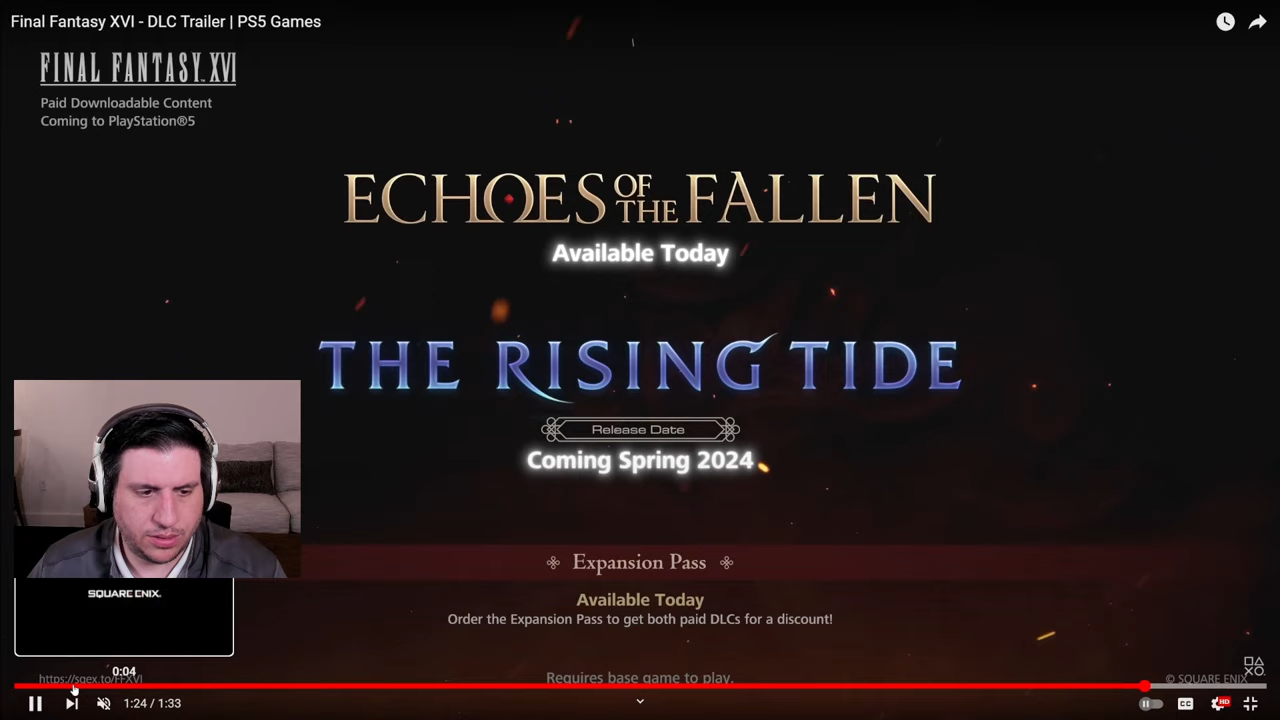 Final Fantasy XVI - DLC Trailer | PS5 Games
FINAL FANTASY XVI
Paid Downloadable Content
Coming to PlayStation®5
ECHOES OF THE FALLEN
Available Today
THE RISING TIDE
Release Date
Coming Spring 2024
Expansion Pass
Available Today
Order the Expansion Pass to get both paid DLCs for a discount!
SQUARE ENIX.
0:04
https://sqex.to/FFXVI
Requires base game to play.
© SQUARE ENIX
1:24 / 1:33
CC
HD